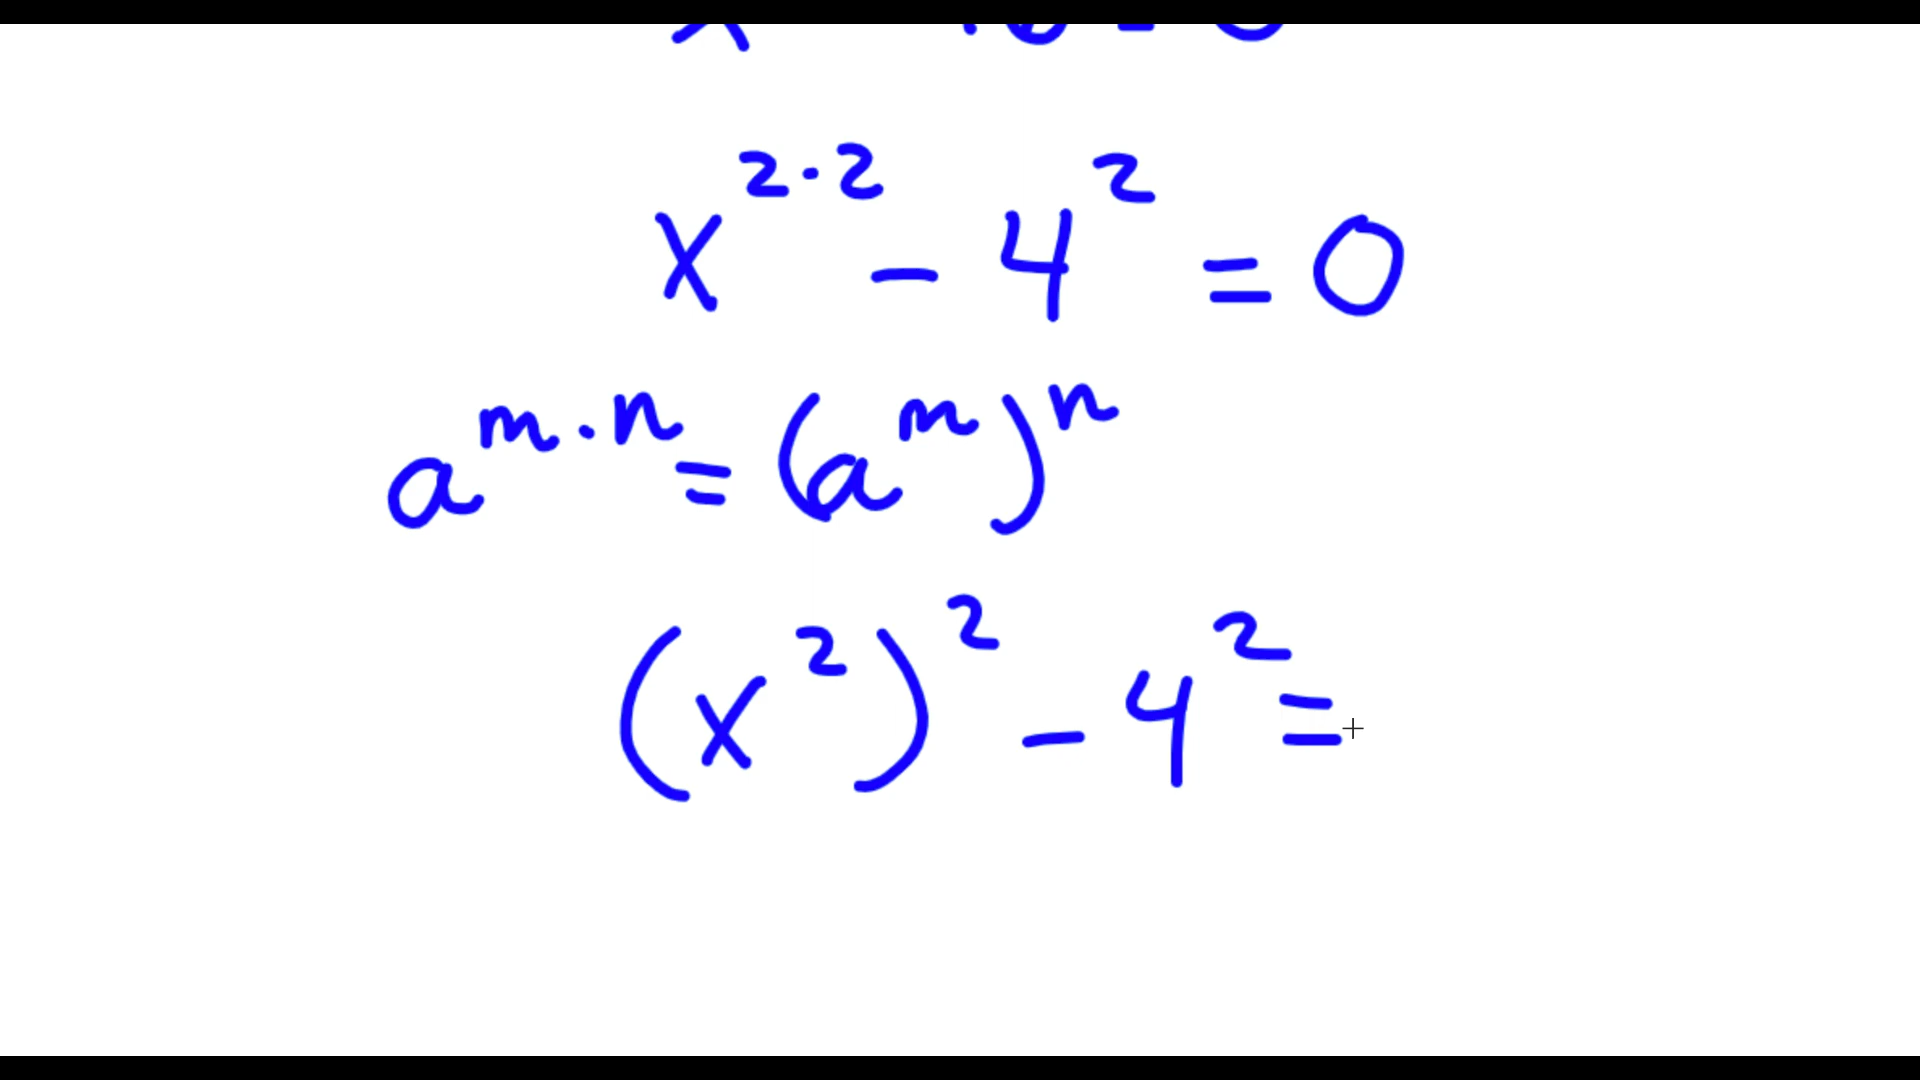 x^{2·2} - 4^2 = 0
a^{m·n} = (a^m)^n
(x^2)^2 - 4^2 =